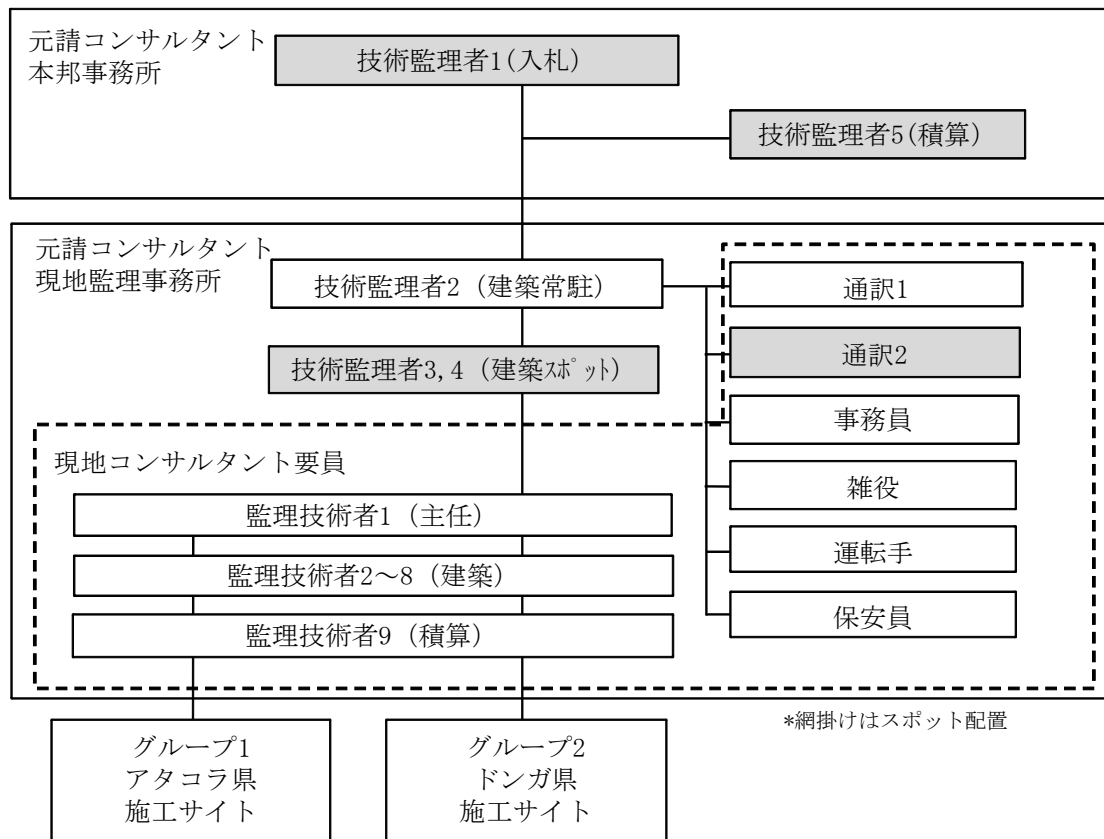 元請コンサルタント
本邦事務所
技術監理者1(入札)
技術監理者5(積算)
元請コンサルタント
現地監理事務所
技術監理者2（建築常駐）
通訳1
技術監理者3,4（建築ｽﾎﾟｯﾄ）
通訳2
事務員
現地コンサルタント要員
雑役
監理技術者1（主任）
運転手
監理技術者2～8（建築）
保安員
監理技術者9（積算）
*網掛けはスポット配置
グループ1
アタコラ県
施工サイト
グループ2
ドンガ県
施工サイト